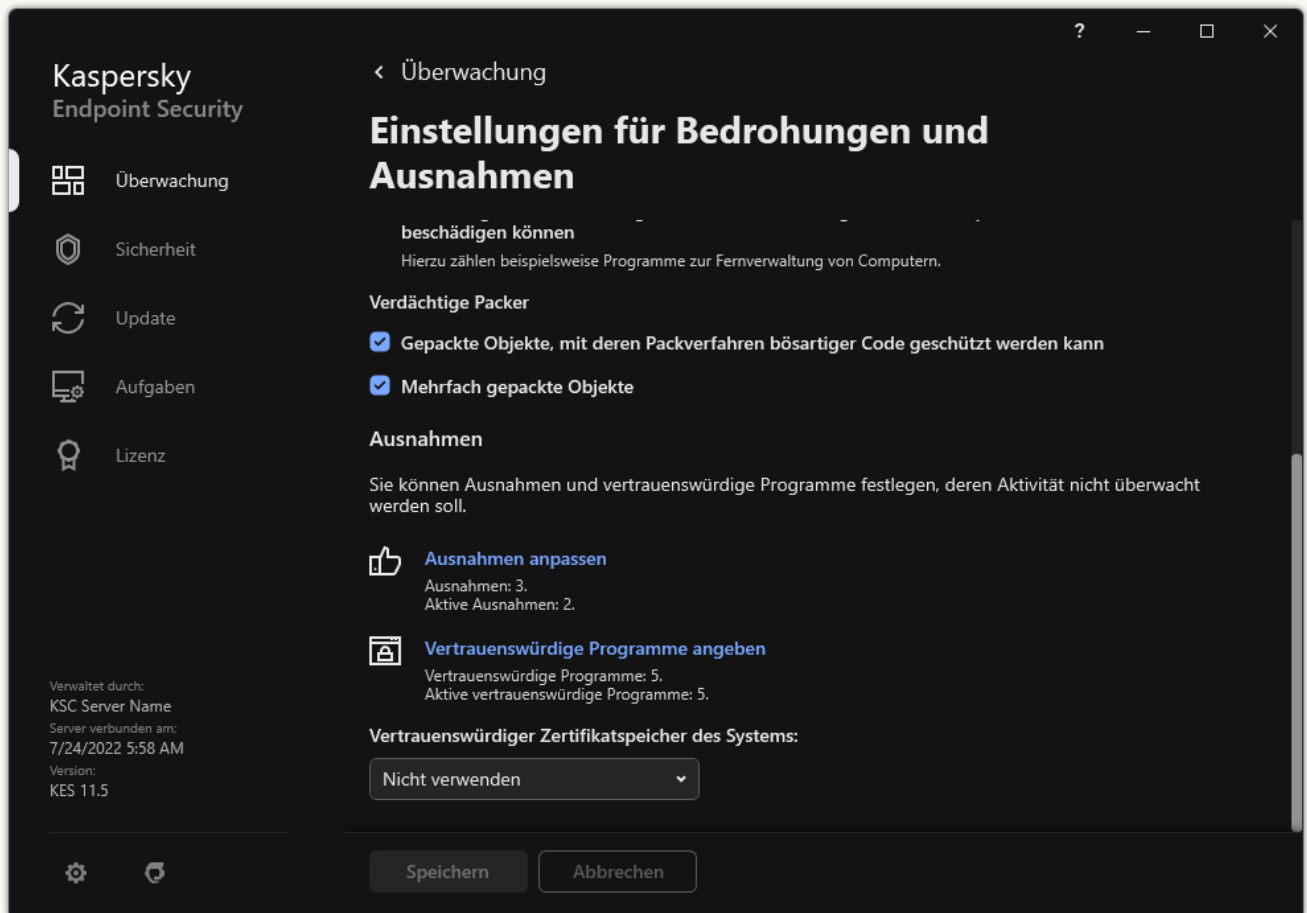 ?
Kaspersky
Endpoint Security
Überwachung
Sicherheit
Update
Aufgaben
Lizenz
Verwaltet durch:
KSC Server Name
Server verbunden am:
7/24/2022 5:58 AM
Version:
KES 11.5
Überwachung
Einstellungen für Bedrohungen und
Ausnahmen
beschädigen können
Hierzu zählen beispielsweise Programme zur Fernverwaltung von Computern.
Verdächtige Packer
Gepackte Objekte, mit deren Packverfahren bösartiger Code geschützt werden kann
Mehrfach gepackte Objekte
Ausnahmen
Sie können Ausnahmen und vertrauenswürdige Programme festlegen, deren Aktivität nicht überwacht
werden soll.
Ausnahmen anpassen
Ausnahmen: 3.
Aktive Ausnahmen: 2.
Vertrauenswürdige Programme angeben
Vertrauenswürdige Programme: 5.
Aktive vertrauenswürdige Programme: 5.
Vertrauenswürdiger Zertifikatspeicher des Systems:
Nicht verwenden
Speichern
Abbrechen